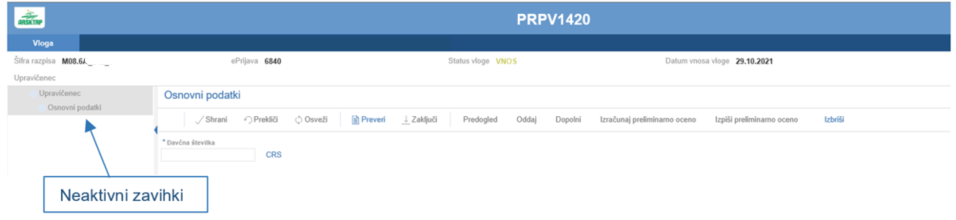 ARSKTRP
PRPV1420
Vloga
Šifra razpisa M08.6/ ePrijava 6840 Status vloge VNOS Datum vnosa vloge 29.10.2021
Upravičenec
Upravičenec
Osnovni podatki
Osnovni podatki
Shrani Prekliči Osveži Preveri Zaključi Predogled Oddaj Dopolni Izračunaj preliminarno oceno Izpiši preliminarno oceno Izbriši
* Davčna številka
CRS
Neaktivni zavihki